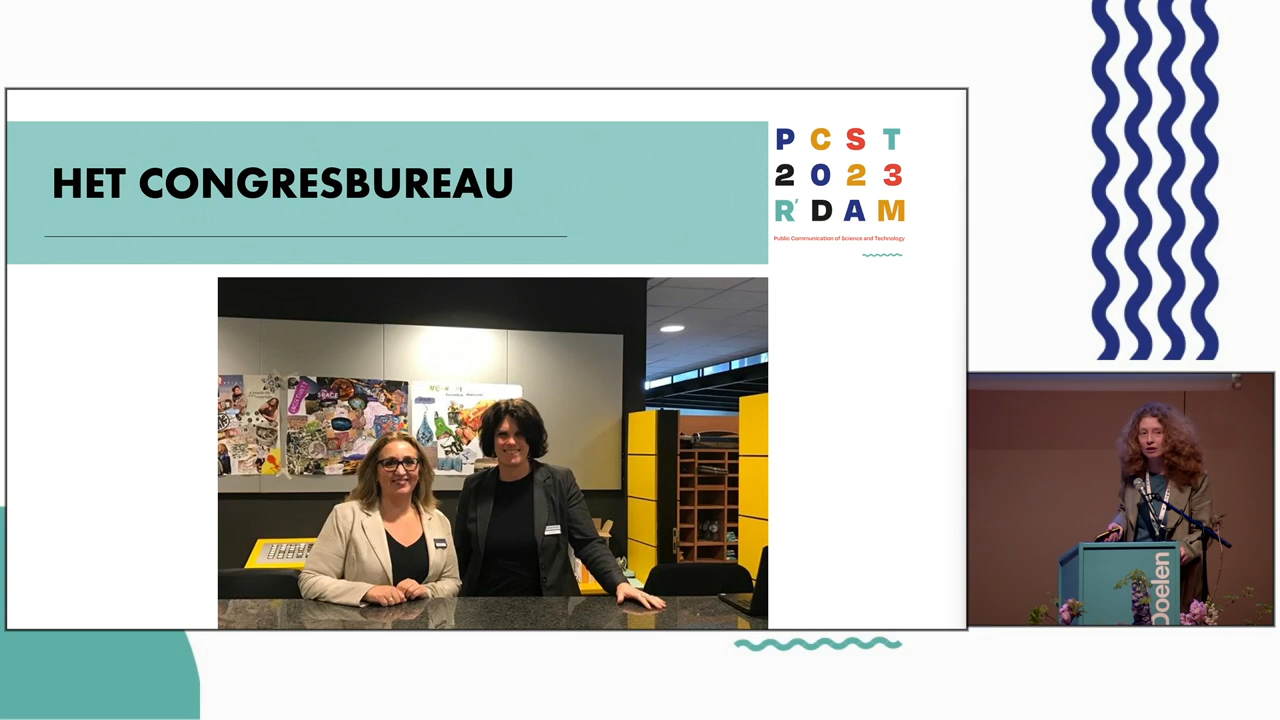 HET CONGRESBUREAU
P C S T
2 0 2 3
R' D A M
Public Communication of Science and Technology
SPACE
Doelen